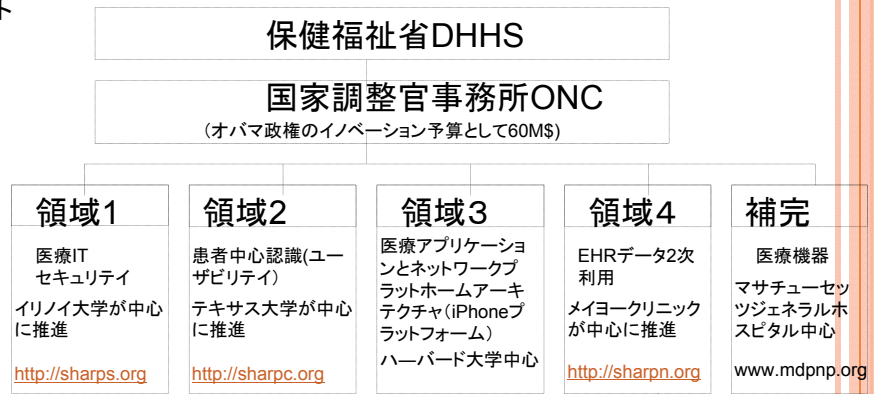 ト
保健福祉省DHHS
国家調整官事務所ONC
(オバマ政権のイノベーション予算として60M$)
領域1
医療IT
セキュリテイ
イリノイ大学が中心
に推進
http://sharps.org
領域2
患者中心認識(ユー
ザビリテイ)
テキサス大学が中心
に推進
http://sharpc.org
領域3
医療アプリケーショ
ンとネットワークプ
ラットホームアーキ
テクチャ(iPhoneプ
ラットフォーム)
ハーバード大学中心
領域4
EHRデータ2次
利用
メイヨークリニック
が中心に推進
http://sharpn.org
補完
医療機器
マサチューセッ
ツジェネラルホ
スピタル中心
www.mdpnp.org